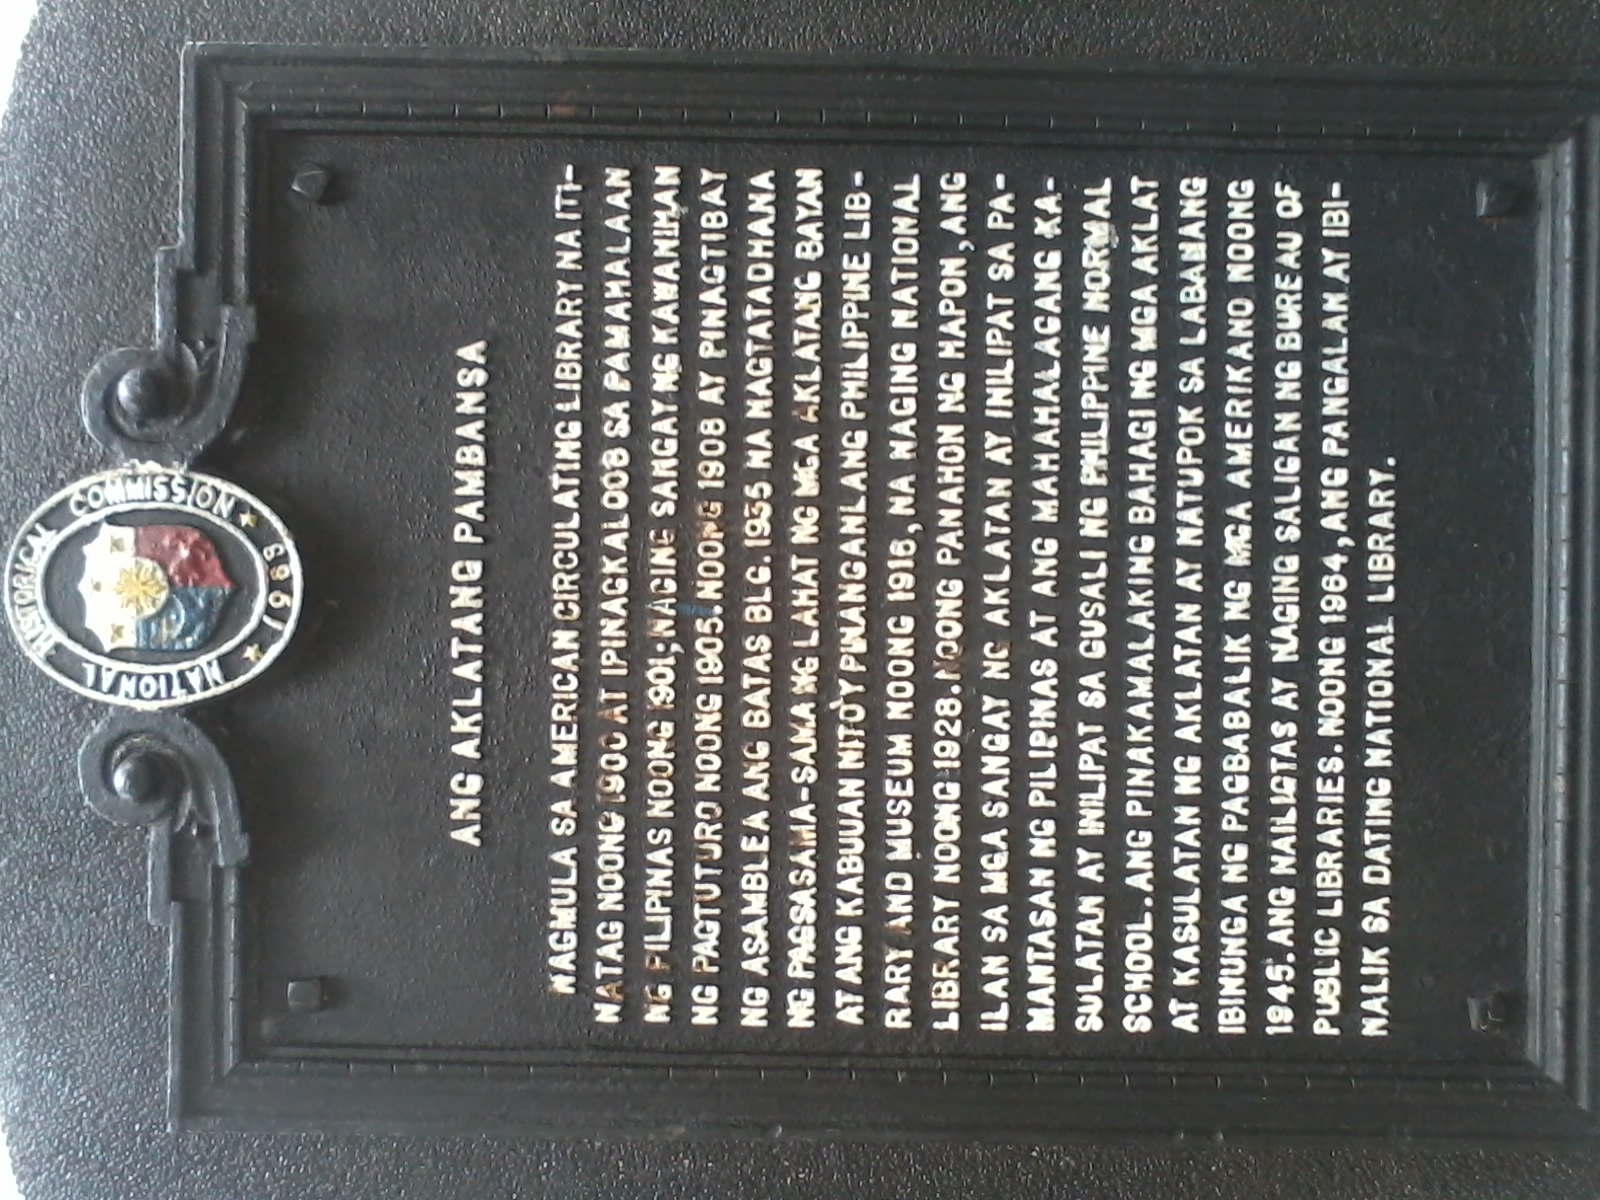 NATIONAL HISTORICAL COMMISSION
1963
ANG AKLATANG PAMBANSA
NAGMULA SA AMERICAN CIRCULATING LIBRARY NA ITI-
NATAG NOONG 1900 AT IPINAGKALOOB SA PAMAHALAAN
NG PILIPINAS NOONG 1901; NAGING SANGAY NG KAWANIHAN
NG PAGTUTURO NOONG 1905. NOONG 1908 AY PINAGTIBAY
NG ASAMBLEA ANG BATAS BLG. 1935 NA NAGTATADHANA
NG PAGSASAMA-SAMA NG LAHAT NG MGA AKLATANG BAYAN
AT ANG KABUUAN NITO'Y PINANGANLANG PHILIPPINE LIB-
RARY AND MUSEUM NOONG 1916, NA NAGING NATIONAL
LIBRARY NOONG 1928. NOONG PANAHON NG HAPON, ANG
ILAN SA MGA SANGAY NG AKLATAN AY INILIPAT SA PA-
MANTASAN NG PILIPINAS AT ANG MAHAHALAGANG KA-
SULATAN AY INILIPAT SA GUSALI NG PHILIPPINE NORMAL
SCHOOL. ANG PINAKAMALAKING BAHAGI NG MGA AKLAT
AT KASULATAN NG AKLATAN AY NATUPOK SA LABANANG
IBINUNGA NG PAGBABALIK NG MGA AMERIKANO NOONG
1945. ANG NAILIGTAS AY NAGING SALIGAN NG BUREAU OF
PUBLIC LIBRARIES. NOONG 1964, ANG PANGALAN AY IBI-
NALIK SA DATING NATIONAL LIBRARY.